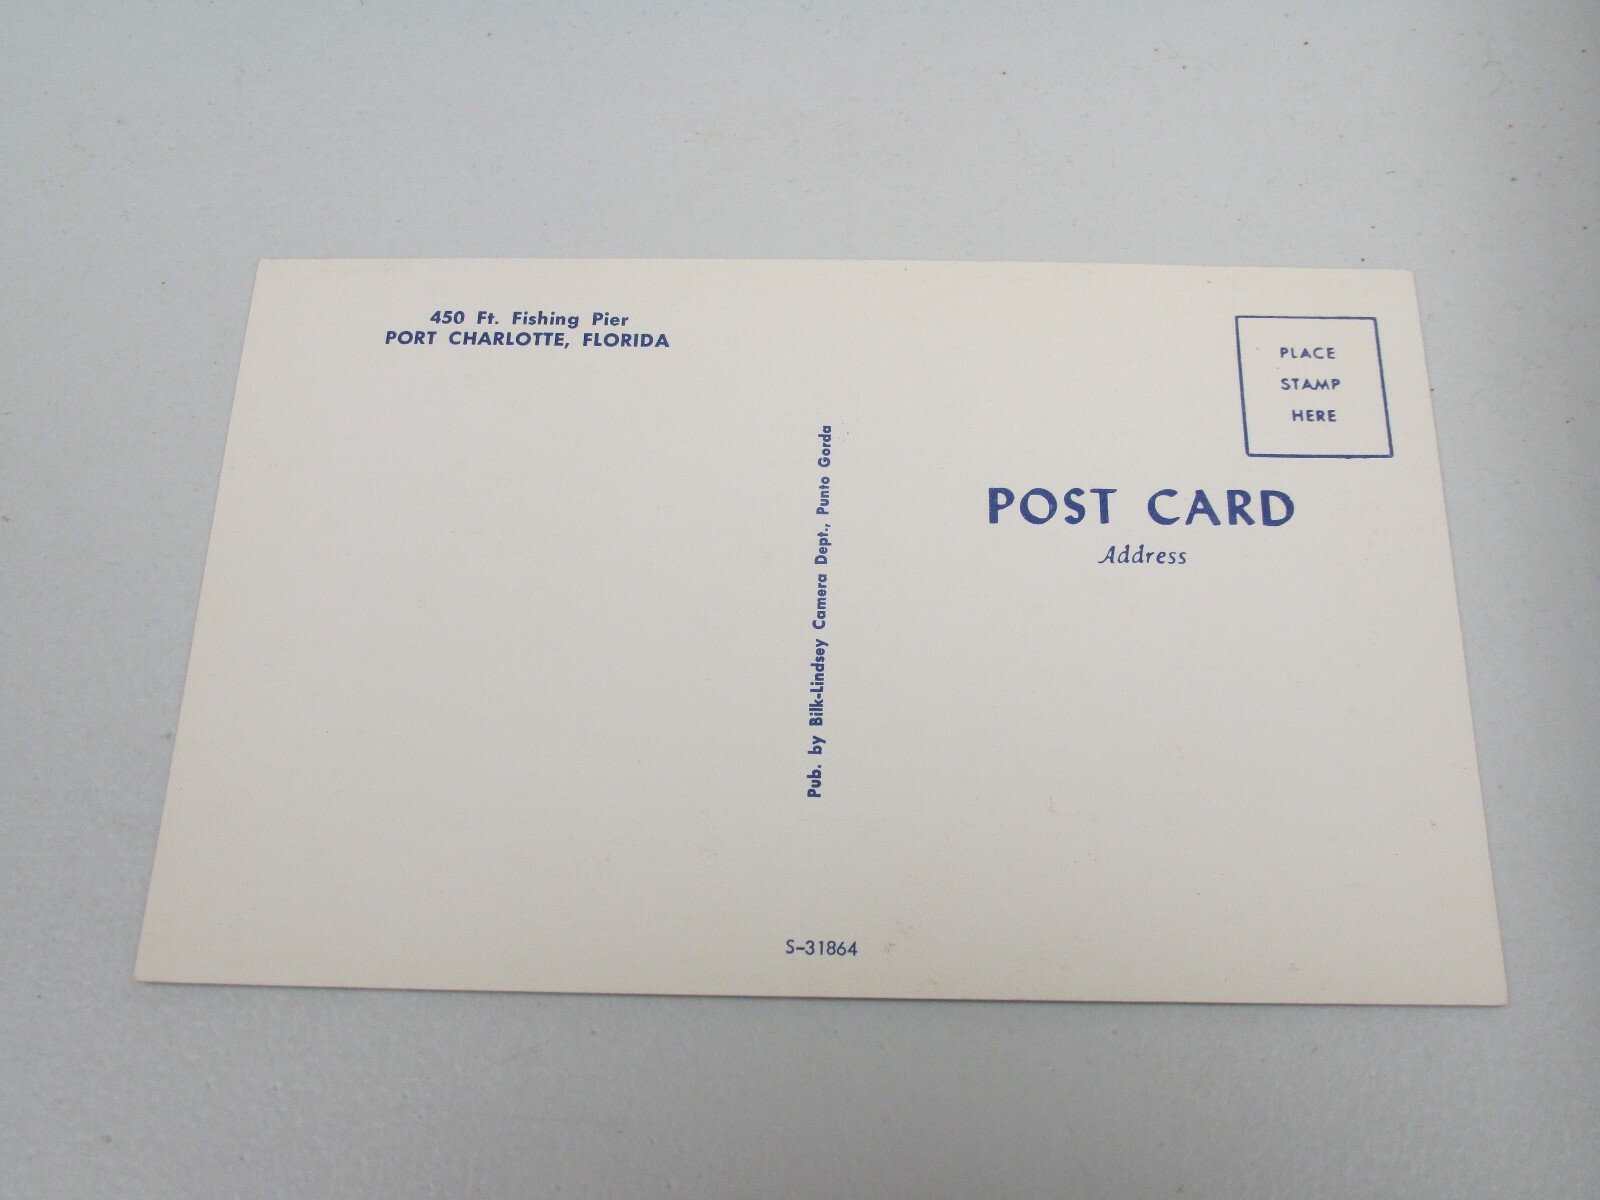 450 Ft. Fishing Pier
PORT CHARLOTTE, FLORIDA
Pub. by Bilk-Lindsey Camera Dept., Punto Gorda
PLACE
STAMP
HERE
POST CARD
Address
S-31864